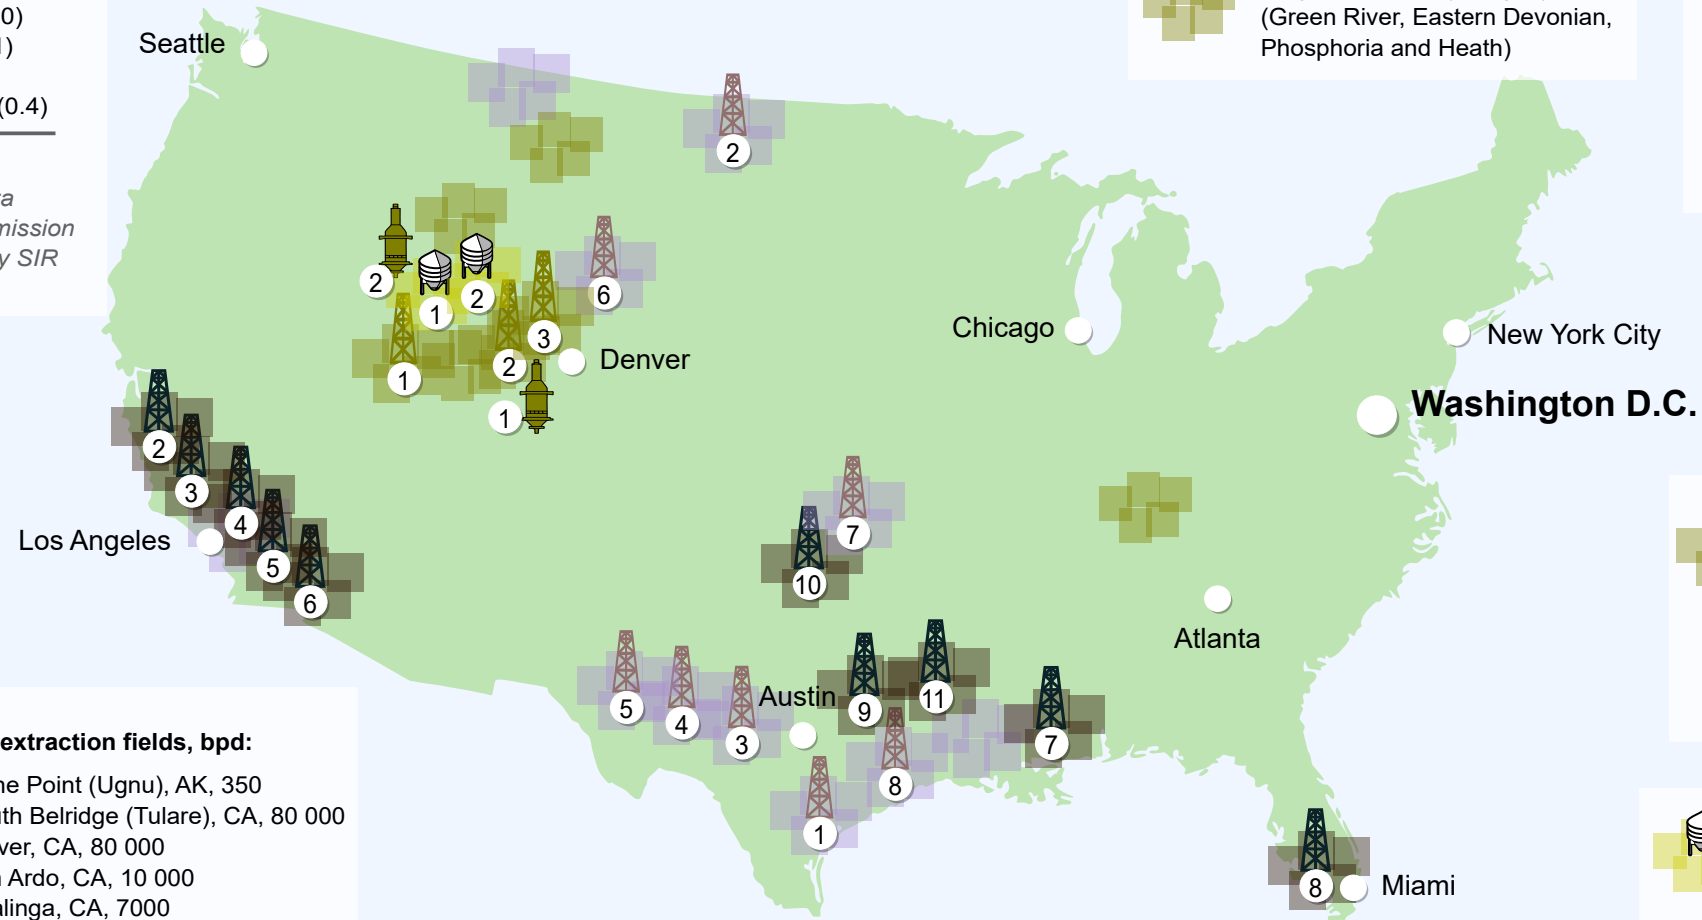 0)
)
(0.4)
mission
y SIR
(Green River, Eastern Devonian,
Phosphoria and Heath)
Seattle
2
6
2
1
2
3
2
1
1
Denver
Chicago
New York City
Washington D.C.
2
3
4
5
6
Los Angeles
7
10
Atlanta
5
4
3
Austin
9
11
7
8
1
8
Miami
extraction fields, bpd:
ne Point (Ugnu), AK, 350
th Belridge (Tulare), CA, 80 000
ver, CA, 80 000
Ardo, CA, 10 000
alinga, CA, 7000